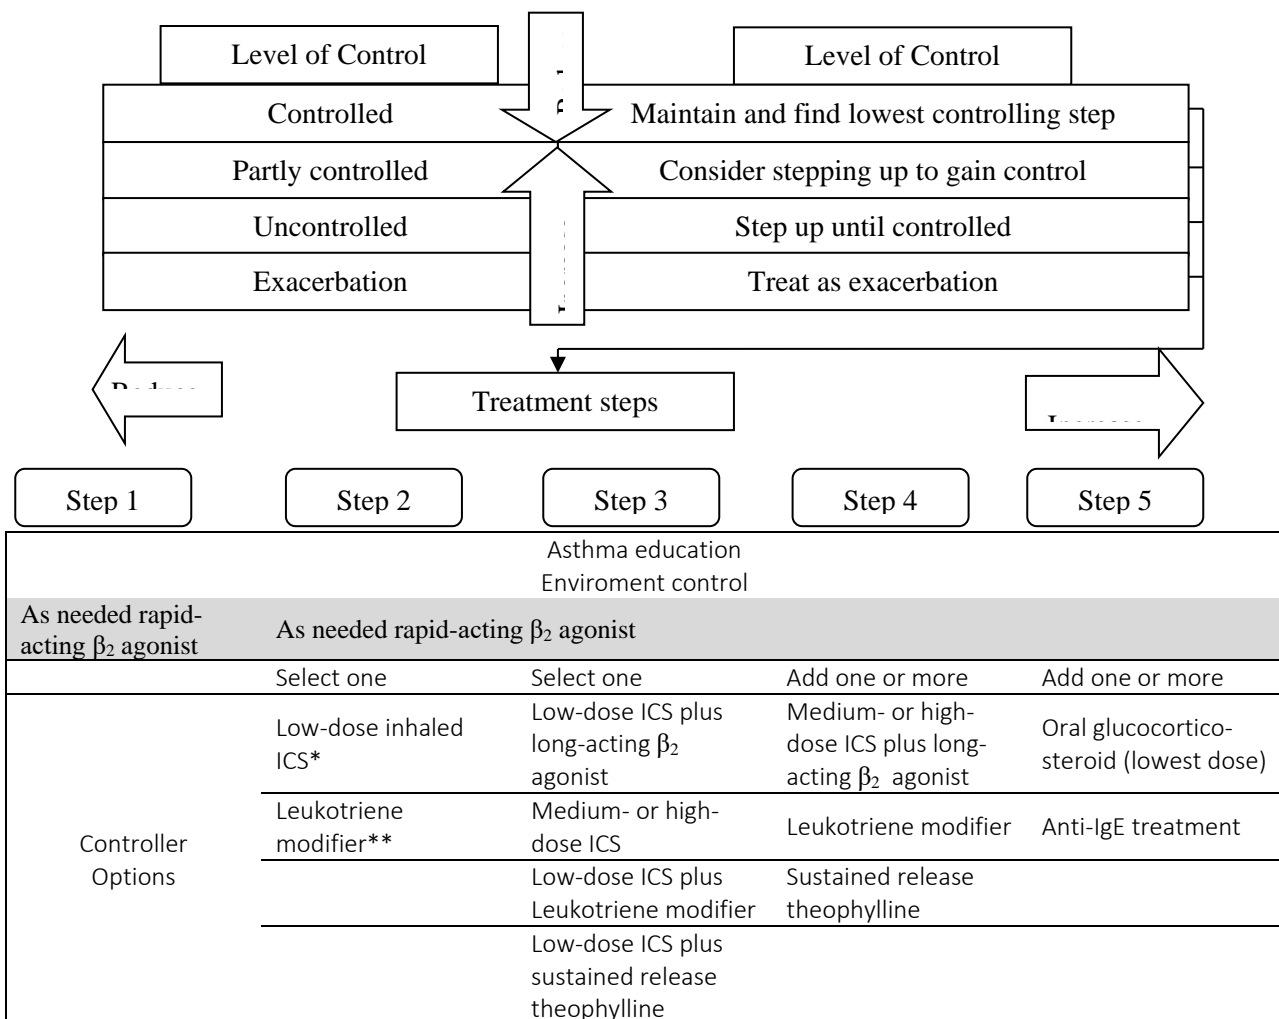 Level of Control
Level of Control
Controlled
Maintain and find lowest controlling step
Partly controlled
Consider stepping up to gain control
Uncontrolled
Step up until controlled
Exacerbation
Treat as exacerbation
Treatment steps
Step 1
Step 2
Step 3
Step 4
Step 5
Asthma education
Enviroment control
As needed rapid-
acting β₂ agonist
As needed rapid-acting β₂ agonist
Select one
Select one
Add one or more
Add one or more
Controller
Options
Low-dose inhaled
ICS*
Low-dose ICS plus
long-acting β₂
agonist
Medium- or high-
dose ICS plus long-
acting β₂ agonist
Oral glucocortico-
steroid (lowest dose)
Leukotriene
modifier**
Medium- or high-
dose ICS
Leukotriene modifier
Anti-IgE treatment
Low-dose ICS plus
Leukotriene modifier
Sustained release
theophylline
Low-dose ICS plus
sustained release
theophylline